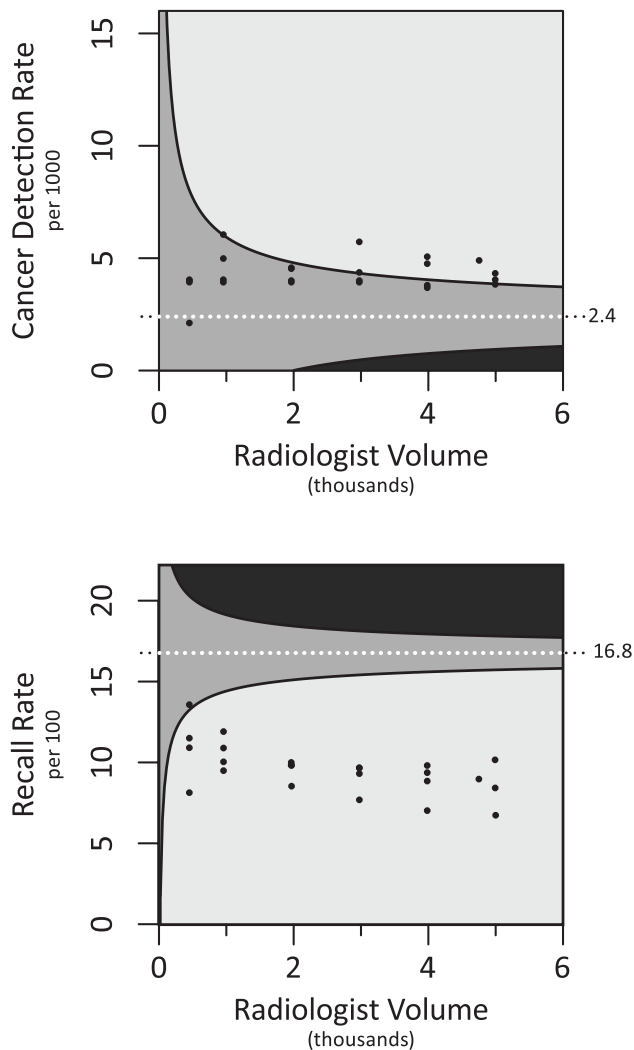 Cancer Detection Rate
per 1000
15
10
5
0
2.4
0 2 4 6
Radiologist Volume
(thousands)
Recall Rate
per 100
20
15
10
5
0
16.8
0 2 4 6
Radiologist Volume
(thousands)